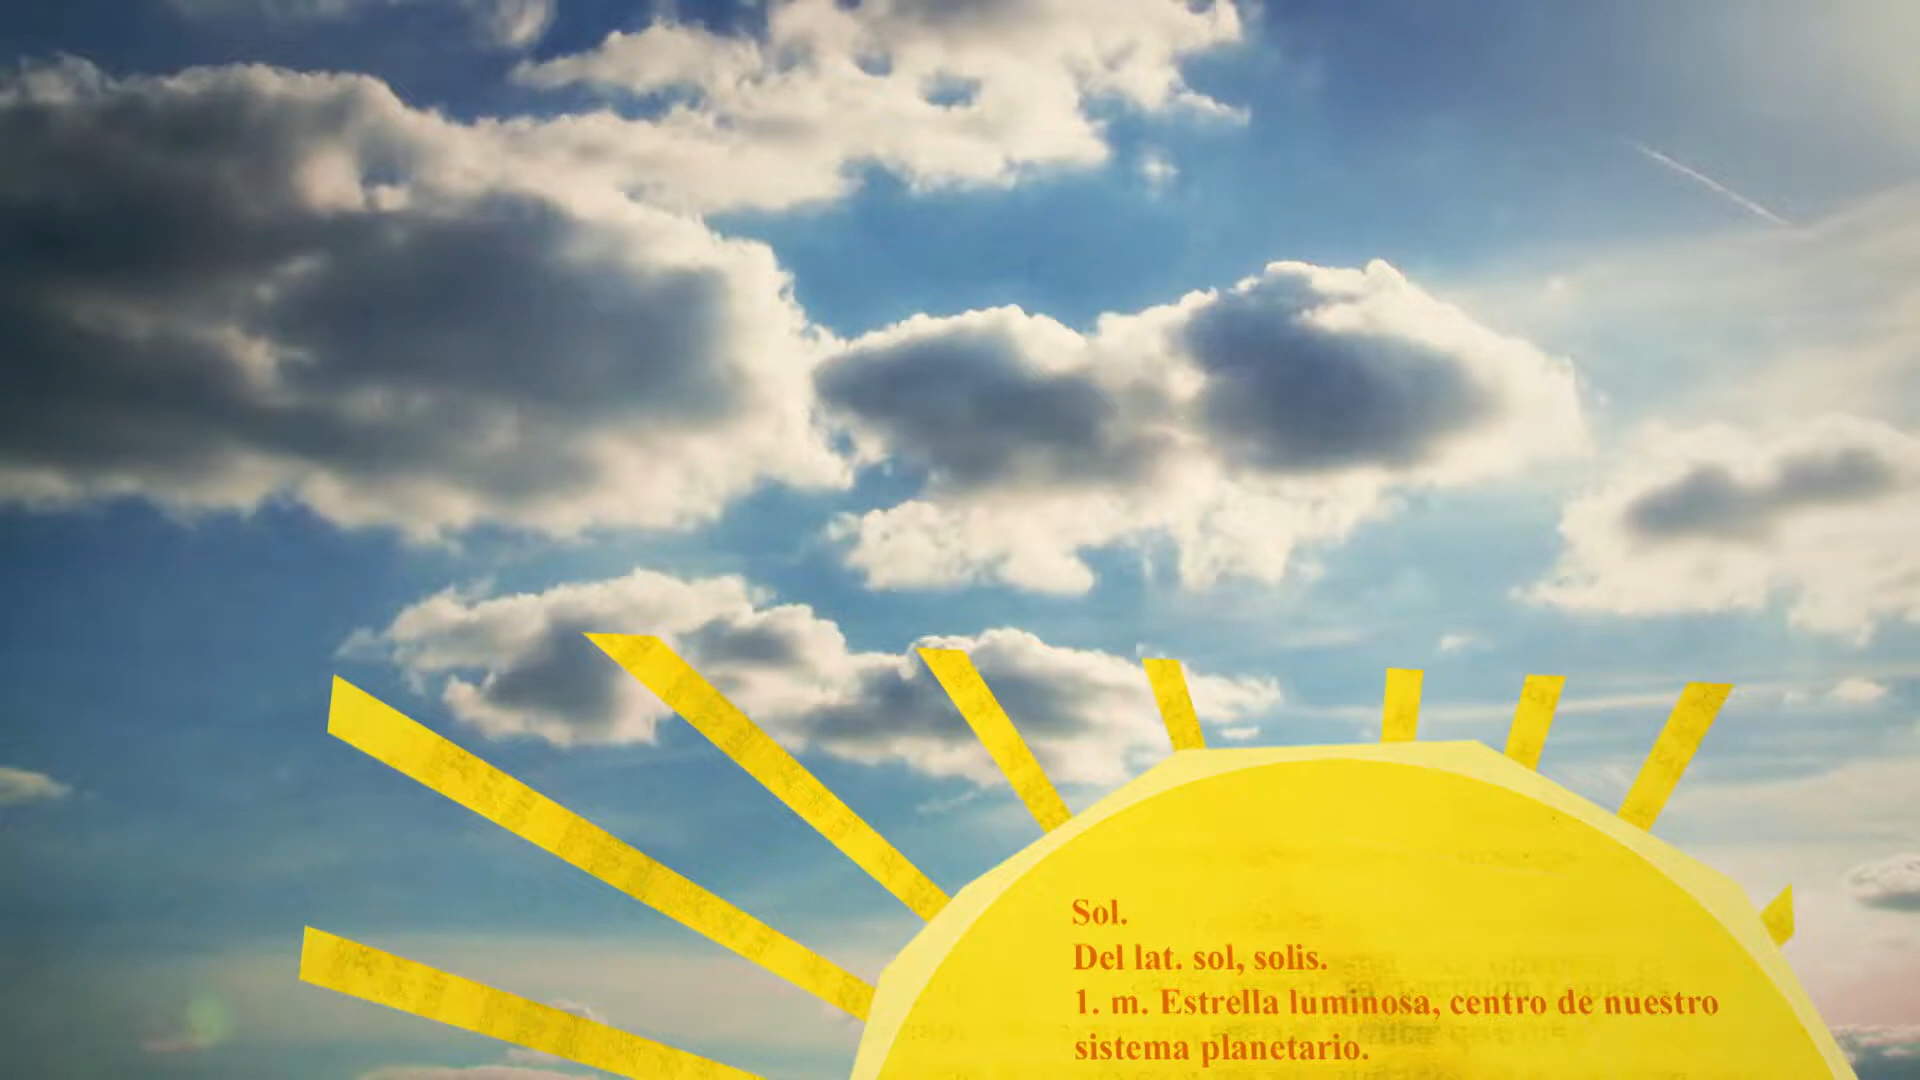 Sol.
Del lat. sol, solis.
1. m. Estrella luminosa, centro de nuestro
sistema planetario.